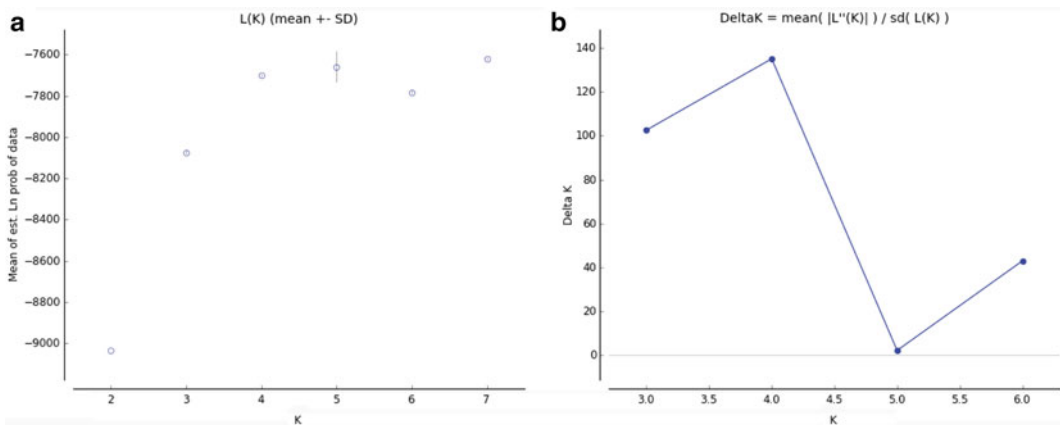 a
L(K) (mean +- SD)
Mean of est. Ln prob of data
−7600
−7800
−8000
−8200
−8400
−8600
−8800
−9000
2 3 4 5 6 7
K
b
DeltaK = mean( |L''(K)| ) / sd( L(K) )
Delta K
140
120
100
80
60
40
20
0
3.0 3.5 4.0 4.5 5.0 5.5 6.0
K